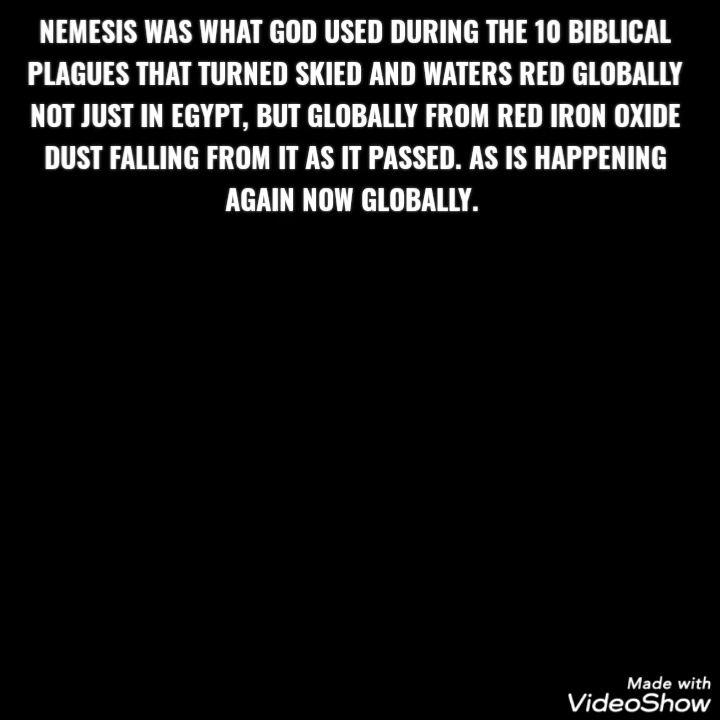 NEMESIS WAS WHAT GOD USED DURING THE 10 BIBLICAL
PLAGUES THAT TURNED SKIED AND WATERS RED GLOBALLY
NOT JUST IN EGYPT, BUT GLOBALLY FROM RED IRON OXIDE
DUST FALLING FROM IT AS IT PASSED. AS IS HAPPENING
AGAIN NOW GLOBALLY.
Made with
VideoShow